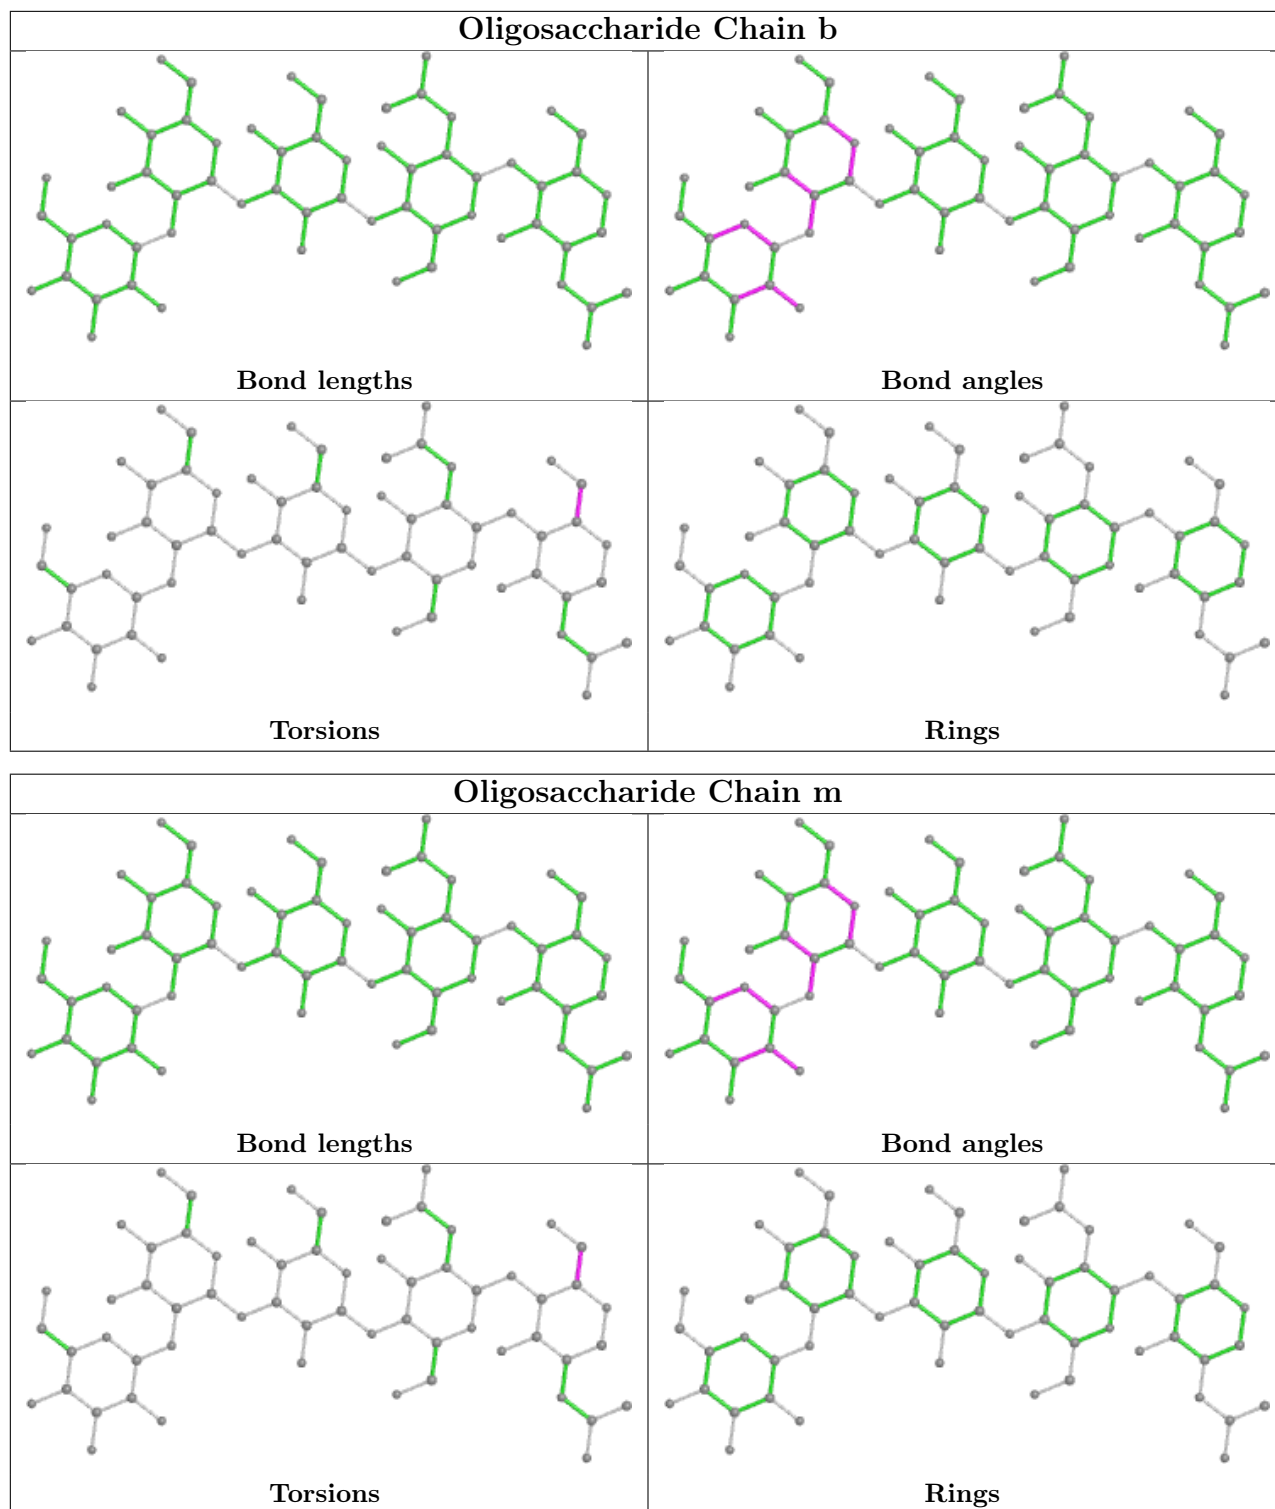 Oligosaccharide Chain b
Bond lengths
Bond angles
Torsions
Rings
Oligosaccharide Chain m
Bond lengths
Bond angles
Torsions
Rings